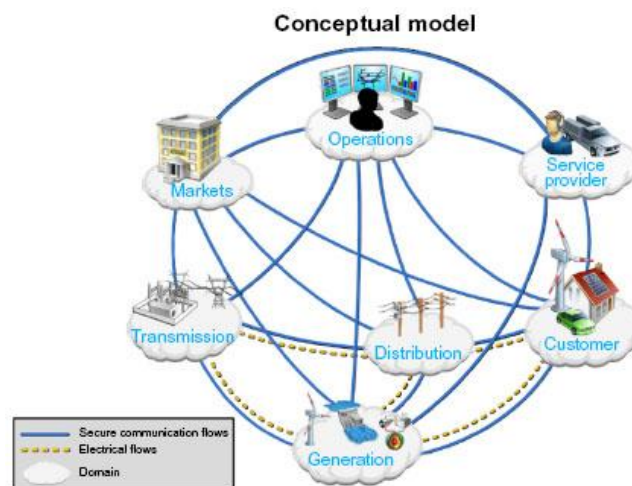 Conceptual model
Operations
Service
provider
Markets
Transmission
Distribution
Customer
Generation
Secure communication flows
Electrical flows
Domain